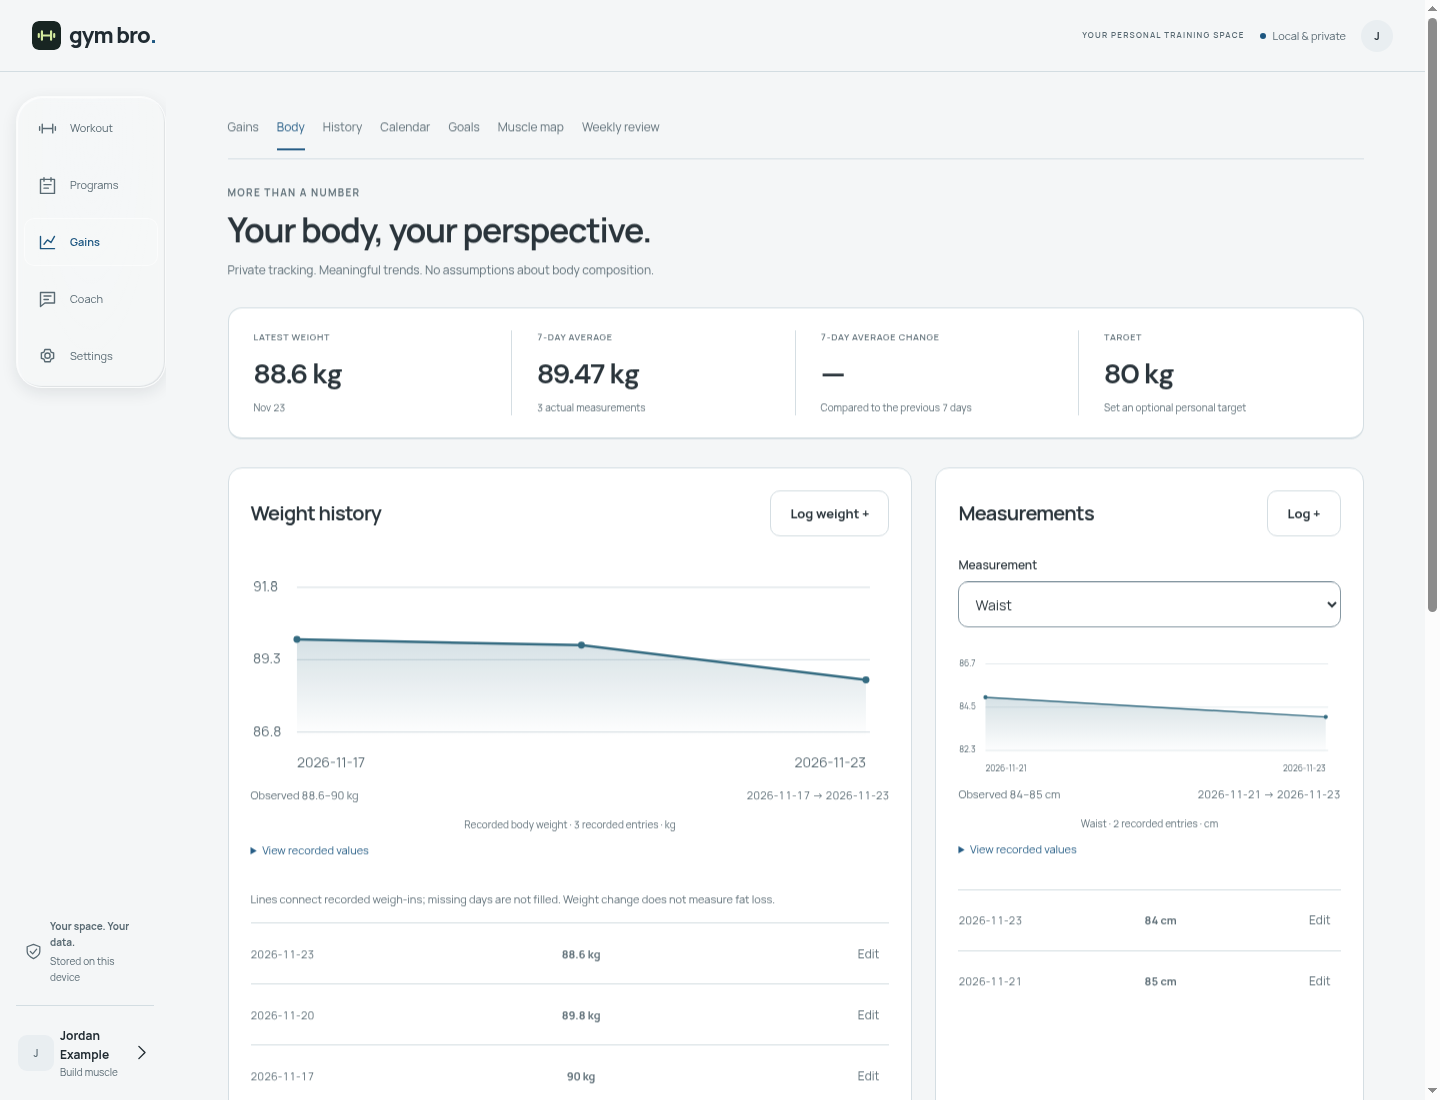 gym bro.
YOUR PERSONAL TRAINING SPACE
Local & private
J
Workout
Programs
Gains
Coach
Settings
Your space. Your
data.
Stored on this
device
J
Jordan
Example
Build muscle
Gains Body History Calendar Goals Muscle map Weekly review
MORE THAN A NUMBER
Your body, your perspective.
Private tracking. Meaningful trends. No assumptions about body composition.
LATEST WEIGHT
88.6 kg
Nov 23
7-DAY AVERAGE
89.47 kg
3 actual measurements
7-DAY AVERAGE CHANGE
—
Compared to the previous 7 days
TARGET
80 kg
Set an optional personal target
Weight history
Log weight +
91.8
89.3
86.8
2026-11-17 2026-11-23
Observed 88.6–90 kg 2026-11-17 → 2026-11-23
Recorded body weight · 3 recorded entries · kg
View recorded values
Lines connect recorded weigh-ins; missing days are not filled. Weight change does not measure fat loss.
2026-11-23 88.6 kg Edit
2026-11-20 89.8 kg Edit
2026-11-17 90 kg Edit
Measurements
Log +
Measurement
Waist
86.7
84.5
82.3
2026-11-21 2026-11-23
Observed 84–85 cm 2026-11-21 → 2026-11-23
Waist · 2 recorded entries · cm
View recorded values
2026-11-23 84 cm Edit
2026-11-21 85 cm Edit